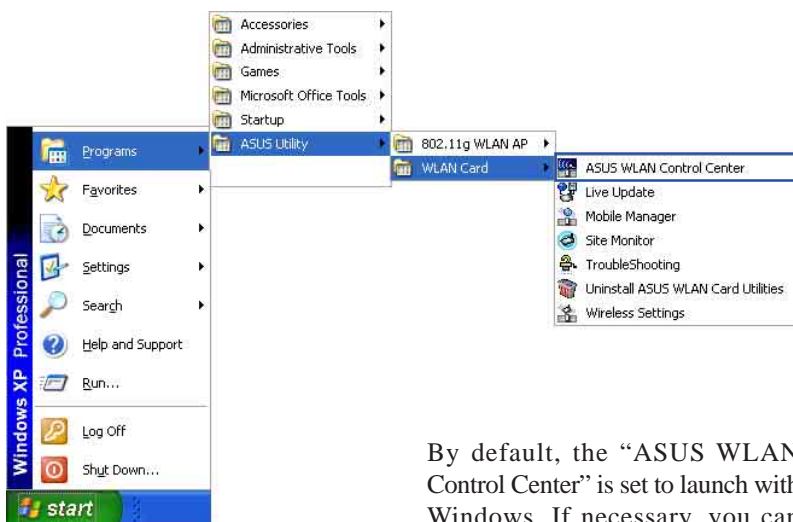 Accessories
Administrative Tools
Games
Microsoft Office Tools
Startup
ASUS Utility
802.11g WLAN AP
WLAN Card
ASUS WLAN Control Center
Live Update
Mobile Manager
Site Monitor
TroubleShooting
Uninstall ASUS WLAN Card Utilities
Wireless Settings
Programs
Favorites
Documents
Settings
Search
Help and Support
Run...
Log Off
Shut Down...
Windows XP Professional
start
By default, the “ASUS WLAN
Control Center” is set to launch with
Windows. If necessary, you can